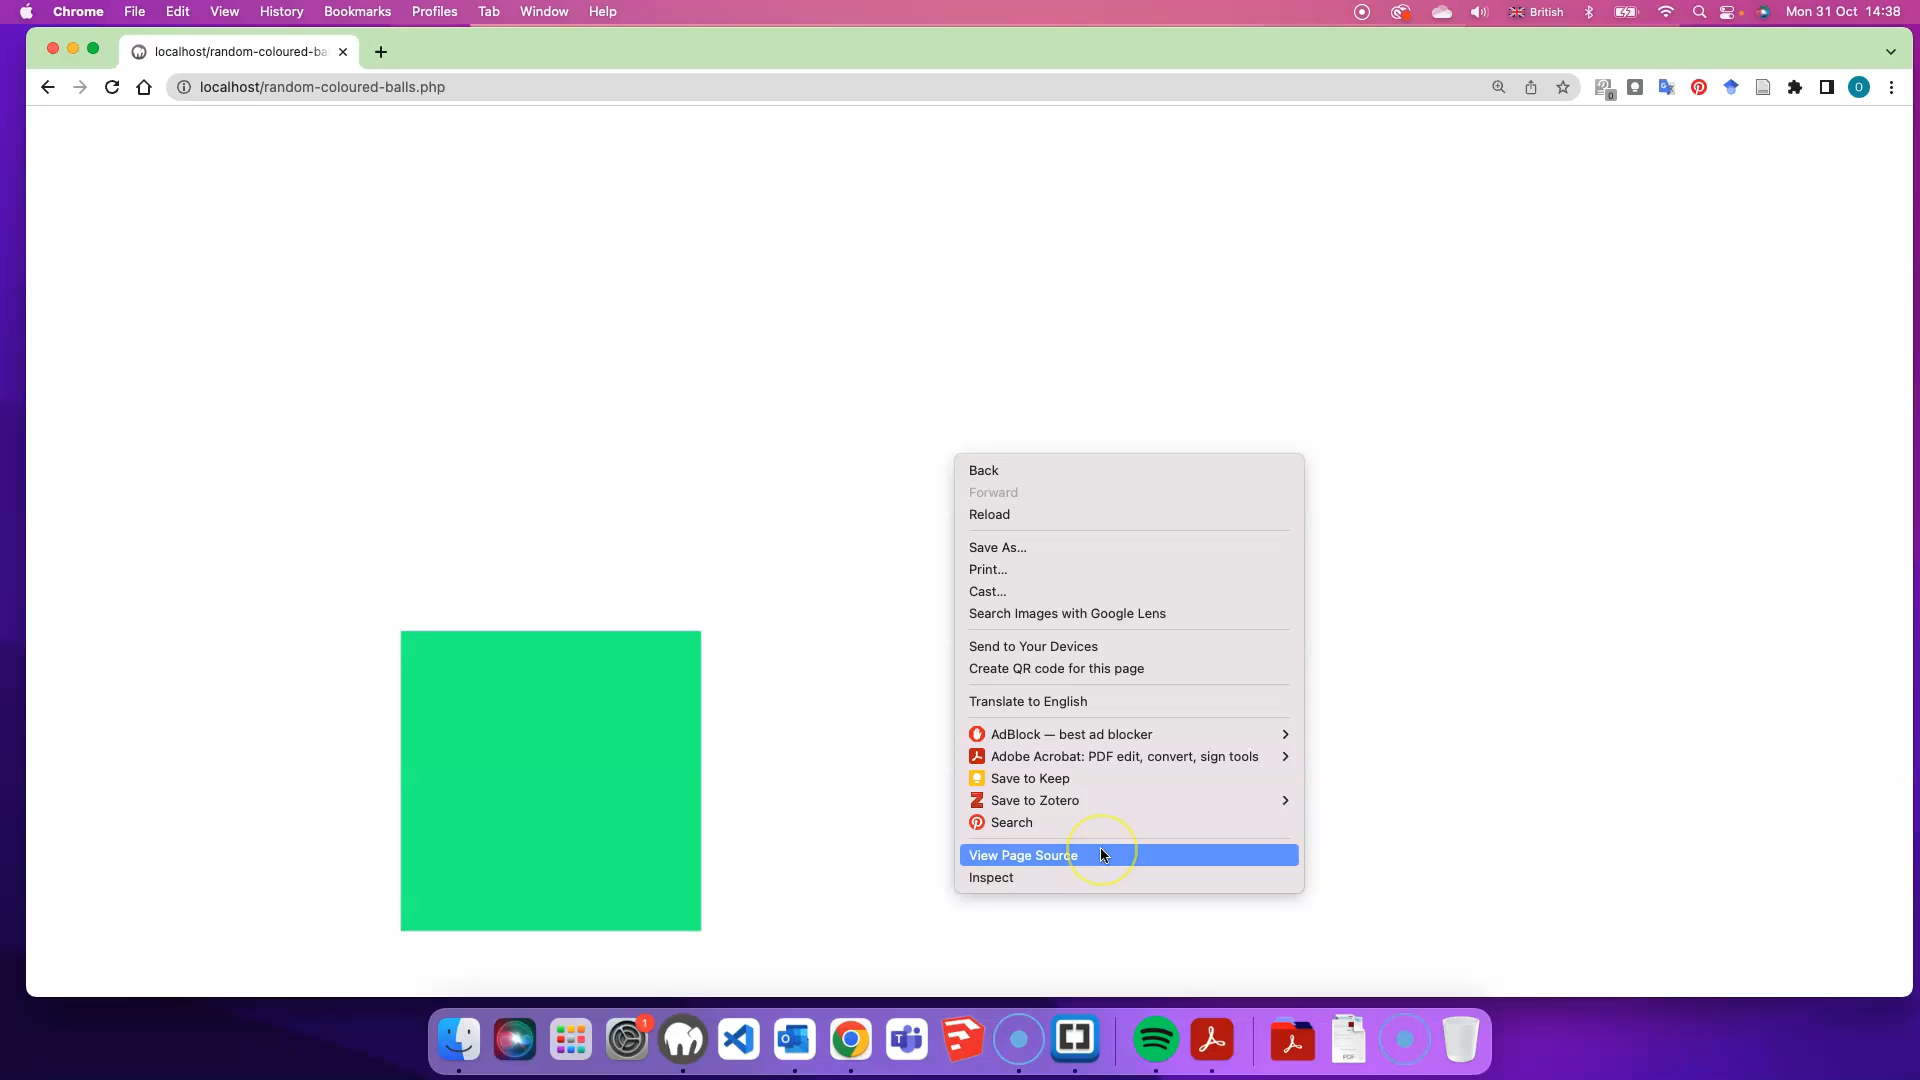 Chrome File Edit View History Bookmarks Profiles Tab Window Help British Mon 31 Oct 14:38
localhost/random-coloured-ba
localhost/random-coloured-balls.php
0
O
Back
Forward
Reload
Save As...
Print...
Cast...
Search Images with Google Lens
Send to Your Devices
Create QR code for this page
Translate to English
AdBlock — best ad blocker
Adobe Acrobat: PDF edit, convert, sign tools
Save to Keep
Save to Zotero
Search
View Page Source
Inspect
1
PDF